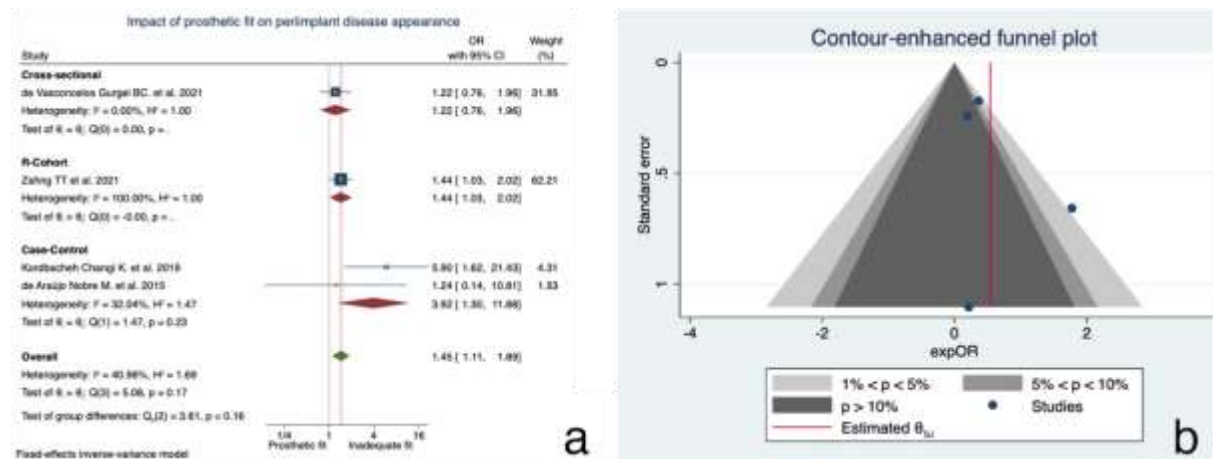 Impact of prosthetic fit on periimplant disease appearance
OR Weight
Study with 95% CI (%)
Cross-sectional
de Vasconcelos Gurgel BC. et al. 2021 1.22 [ 0.76, 1.96] 31.95
Heterogeneity: I² = 0.00%, H² = 1.00 1.22 [ 0.76, 1.96]
Test of θᵢ = θⱼ: Q(0) = 0.00, p = .
R-Cohort
Zahng TT et al. 2021 1.44 [ 1.03, 2.02] 62.21
Heterogeneity: I² = 100.00%, H² = 1.00 1.44 [ 1.03, 2.02]
Test of θᵢ = θⱼ: Q(0) = -0.00, p = .
Case-Control
Kordbacheh Changi K. et al. 2019 5.90 [ 1.62, 21.43] 4.31
de Araújo Nobre M. et al. 2015 1.24 [ 0.14, 10.81] 1.53
Heterogeneity: I² = 32.04%, H² = 1.47 3.92 [ 1.30, 11.88]
Test of θᵢ = θⱼ: Q(1) = 1.47, p = 0.23
Overall 1.45 [ 1.11, 1.89]
Heterogeneity: I² = 40.98%, H² = 1.69
Test of θᵢ = θⱼ: Q(3) = 5.08, p = 0.17
Test of group differences: Q_b(2) = 3.61, p = 0.16
1/4 1 4 16
Prosthetic fit Inadequate fit
Fixed-effects inverse-variance model
a
Contour-enhanced funnel plot
Standard error
0
.5
1
-4 -2 0 2
expOR
1% < p < 5% 5% < p < 10%
p > 10% Studies
Estimated θ_IV
b